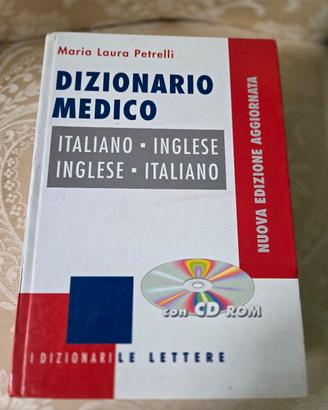 Maria Laura Petrelli
DIZIONARIO
MEDICO
ITALIANO ▪ INGLESE
INGLESE ▪ ITALIANO
NUOVA EDIZIONE AGGIORNATA
con CD-ROM
I DIZIONARI LE LETTERE